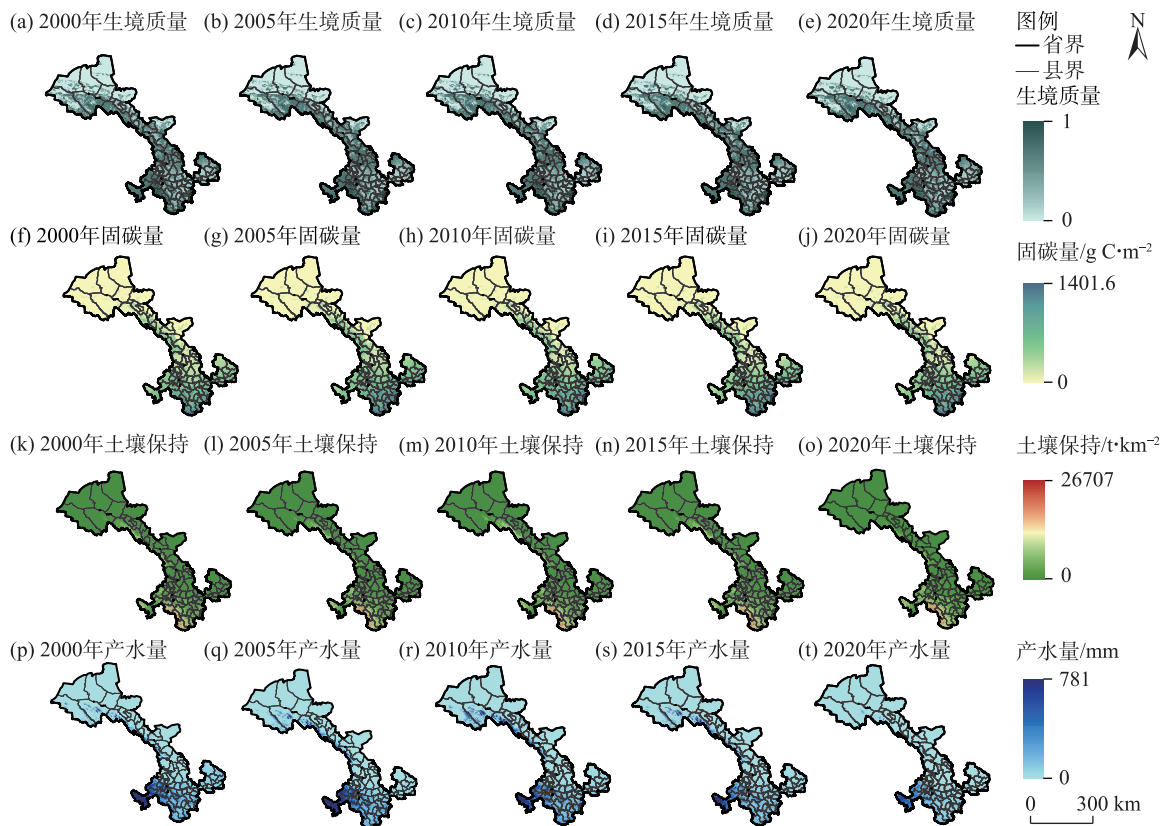 (a) 2000年生境质量
(b) 2005年生境质量
(c) 2010年生境质量
(d) 2015年生境质量
(e) 2020年生境质量
图例
N
省界
县界
生境质量
1
0
(f) 2000年固碳量
(g) 2005年固碳量
(h) 2010年固碳量
(i) 2015年固碳量
(j) 2020年固碳量
固碳量/g C·m⁻²
1401.6
0
(k) 2000年土壤保持
(l) 2005年土壤保持
(m) 2010年土壤保持
(n) 2015年土壤保持
(o) 2020年土壤保持
土壤保持/t·km⁻²
26707
0
(p) 2000年产水量
(q) 2005年产水量
(r) 2010年产水量
(s) 2015年产水量
(t) 2020年产水量
产水量/mm
781
0
0 300 km